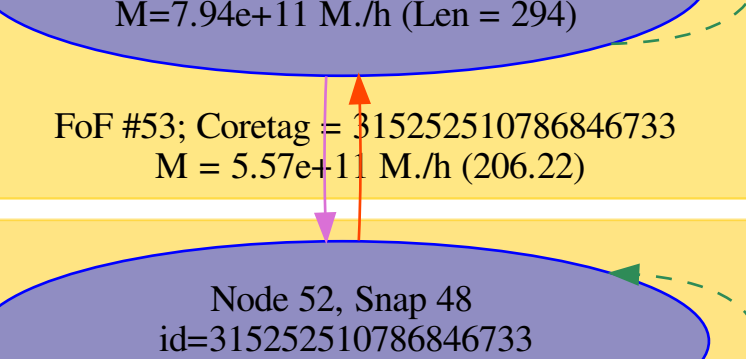 M=7.94e+11 M./h (Len = 294)
FoF #53; Coretag = 315252510786846733
M = 5.57e+11 M./h (206.22)
Node 52, Snap 48
id=315252510786846733